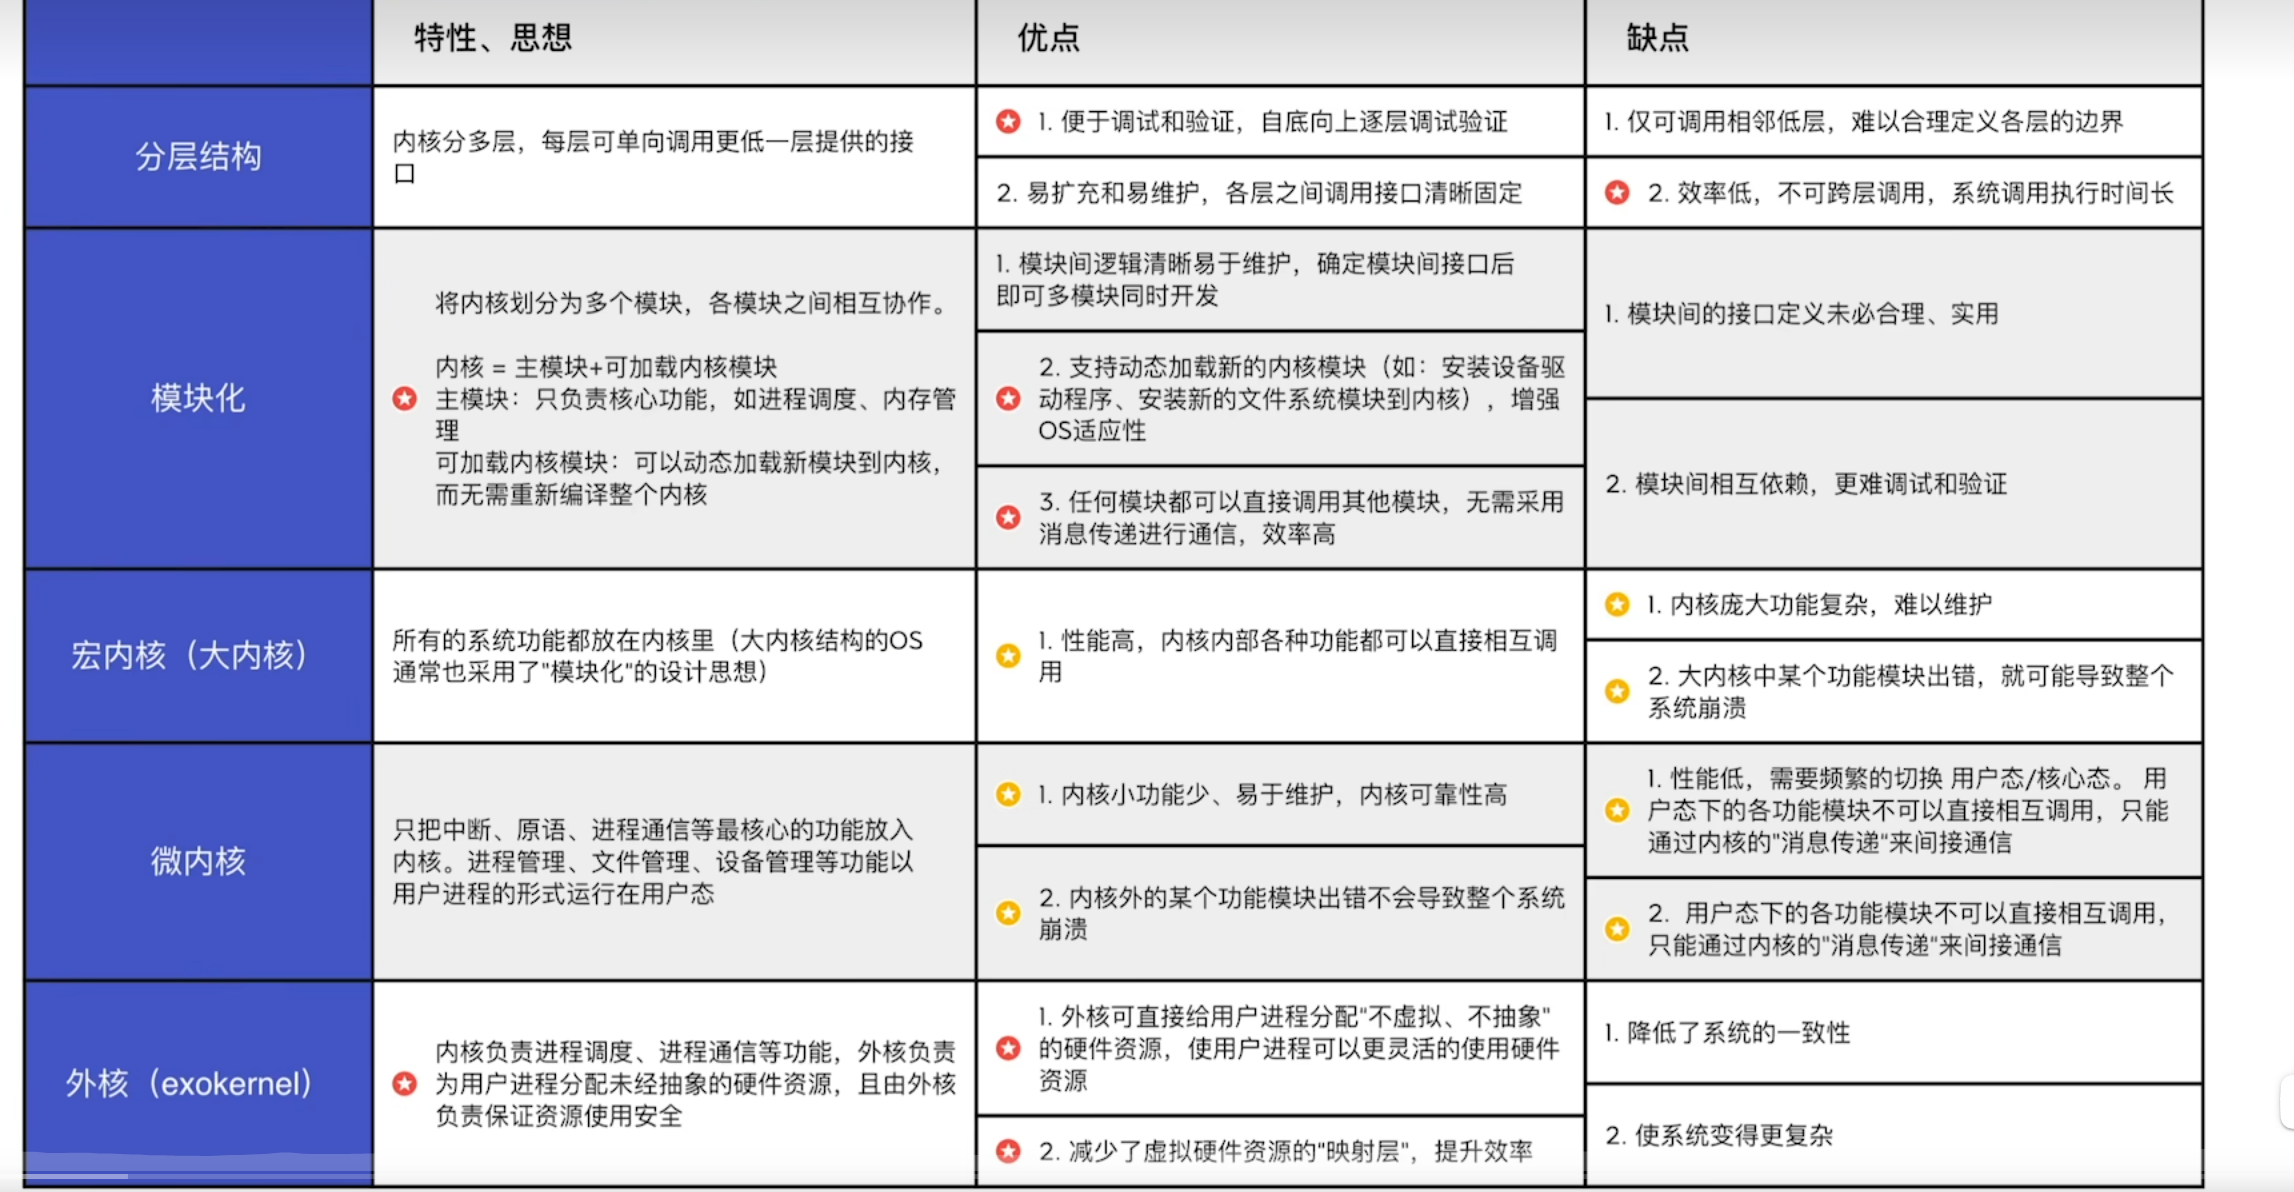 特性、思想
优点
缺点
分层结构
内核分多层，每层可单向调用更低一层提供的接
口
1. 便于调试和验证，自底向上逐层调试验证
2. 易扩充和易维护，各层之间调用接口清晰固定
1. 仅可调用相邻低层，难以合理定义各层的边界
2. 效率低，不可跨层调用，系统调用执行时间长
模块化
将内核划分为多个模块，各模块之间相互协作。
内核 = 主模块+可加载内核模块
主模块：只负责核心功能，如进程调度、内存管
理
可加载内核模块：可以动态加载新模块到内核，
而无需重新编译整个内核
1. 模块间逻辑清晰易于维护，确定模块间接口后
即可多模块同时开发
2. 支持动态加载新的内核模块（如：安装设备驱
动程序、安装新的文件系统模块到内核），增强
OS适应性
3. 任何模块都可以直接调用其他模块，无需采用
消息传递进行通信，效率高
1. 模块间的接口定义未必合理、实用
2. 模块间相互依赖，更难调试和验证
宏内核（大内核）
所有的系统功能都放在内核里（大内核结构的OS
通常也采用了"模块化"的设计思想）
1. 性能高，内核内部各种功能都可以直接相互调
用
1. 内核庞大功能复杂，难以维护
2. 大内核中某个功能模块出错，就可能导致整个
系统崩溃
微内核
只把中断、原语、进程通信等最核心的功能放入
内核。进程管理、文件管理、设备管理等功能以
用户进程的形式运行在用户态
1. 内核小功能少、易于维护，内核可靠性高
2. 内核外的某个功能模块出错不会导致整个系统
崩溃
1. 性能低，需要频繁的切换 用户态/核心态。 用
户态下的各功能模块不可以直接相互调用，只能
通过内核的"消息传递"来间接通信
2. 用户态下的各功能模块不可以直接相互调用，
只能通过内核的"消息传递"来间接通信
外核（exokernel）
内核负责进程调度、进程通信等功能，外核负责
为用户进程分配未经抽象的硬件资源，且由外核
负责保证资源使用安全
1. 外核可直接给用户进程分配"不虚拟、不抽象"
的硬件资源，使用户进程可以更灵活的使用硬件
资源
2. 减少了虚拟硬件资源的"映射层"，提升效率
1. 降低了系统的一致性
2. 使系统变得更复杂